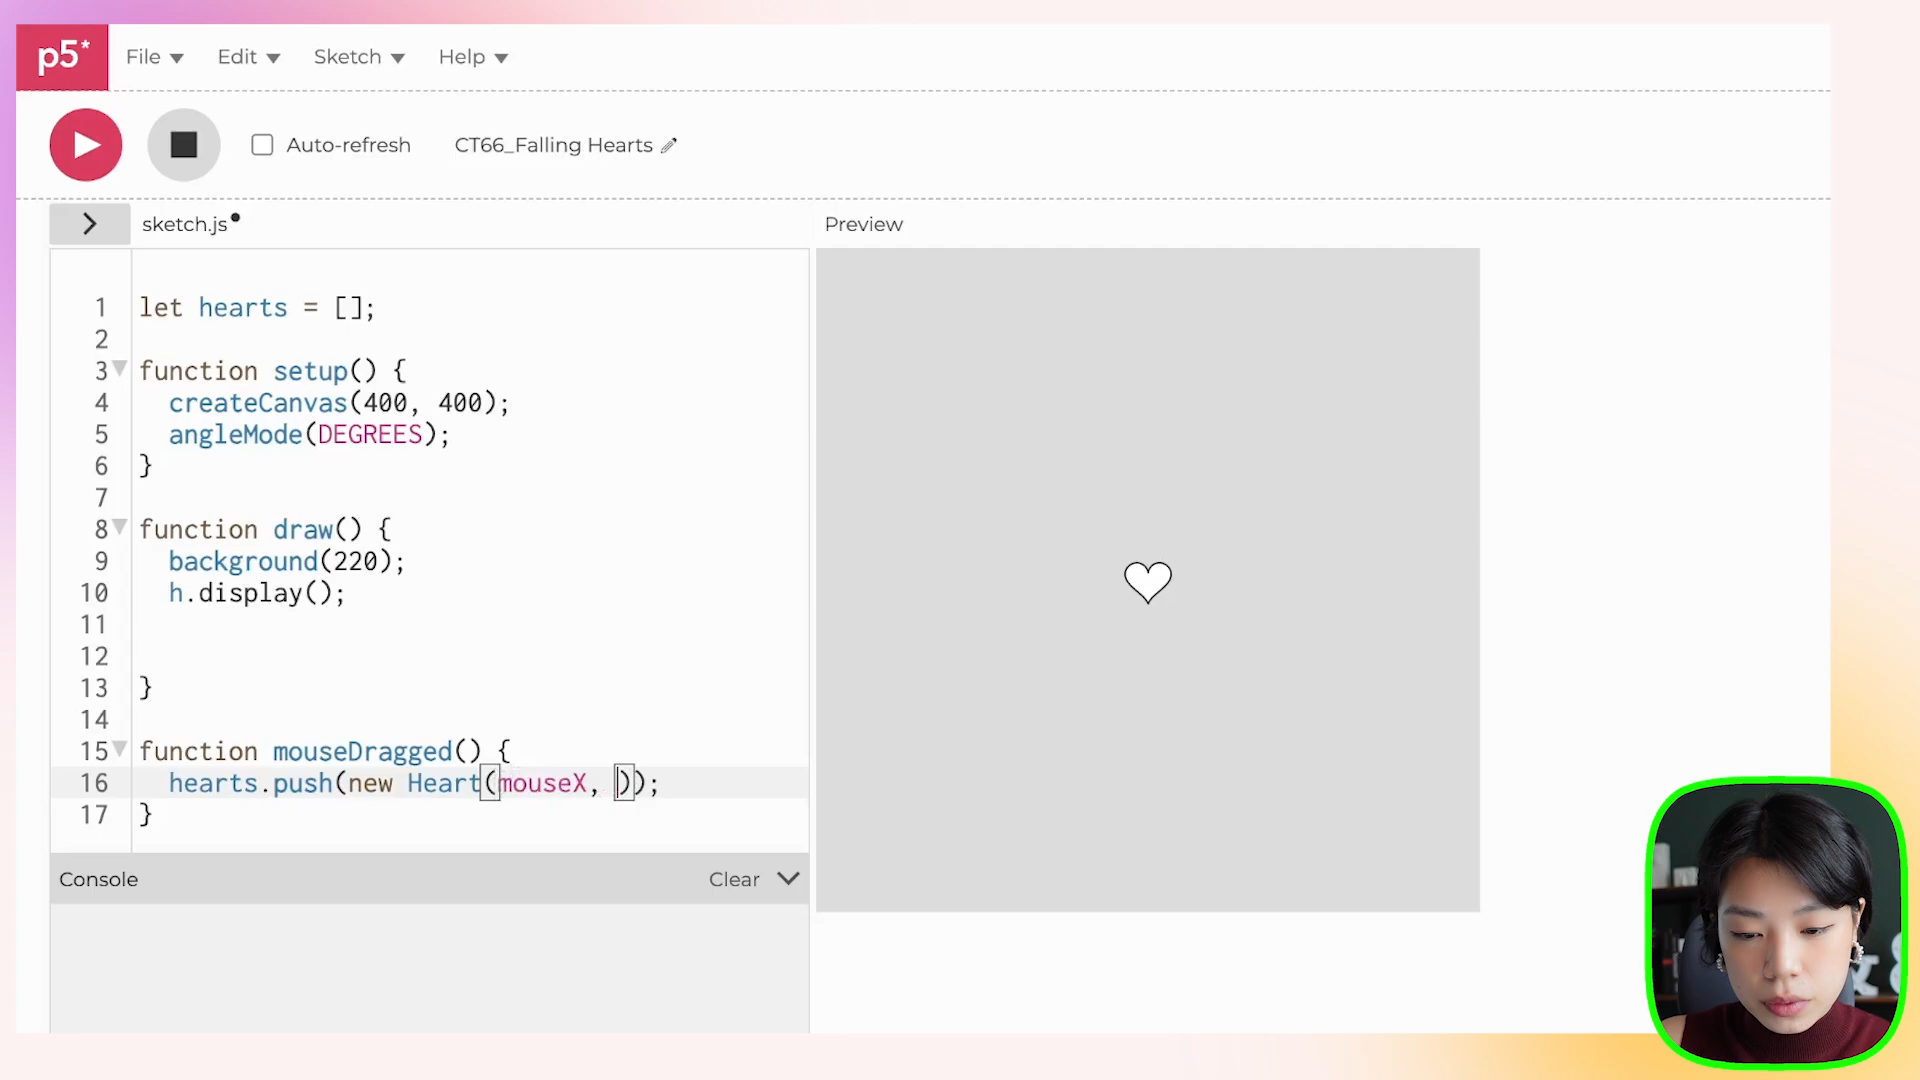 p5*
File Edit Sketch Help
Auto-refresh CT66_Falling Hearts
sketch.js
Preview
1 let hearts = [];
2
3 function setup() {
4 createCanvas(400, 400);
5 angleMode(DEGREES);
6 }
7
8 function draw() {
9 background(220);
10 h.display();
11
12
13 }
14
15 function mouseDragged() {
16 hearts.push(new Heart(mouseX, ));
17 }
Console Clear